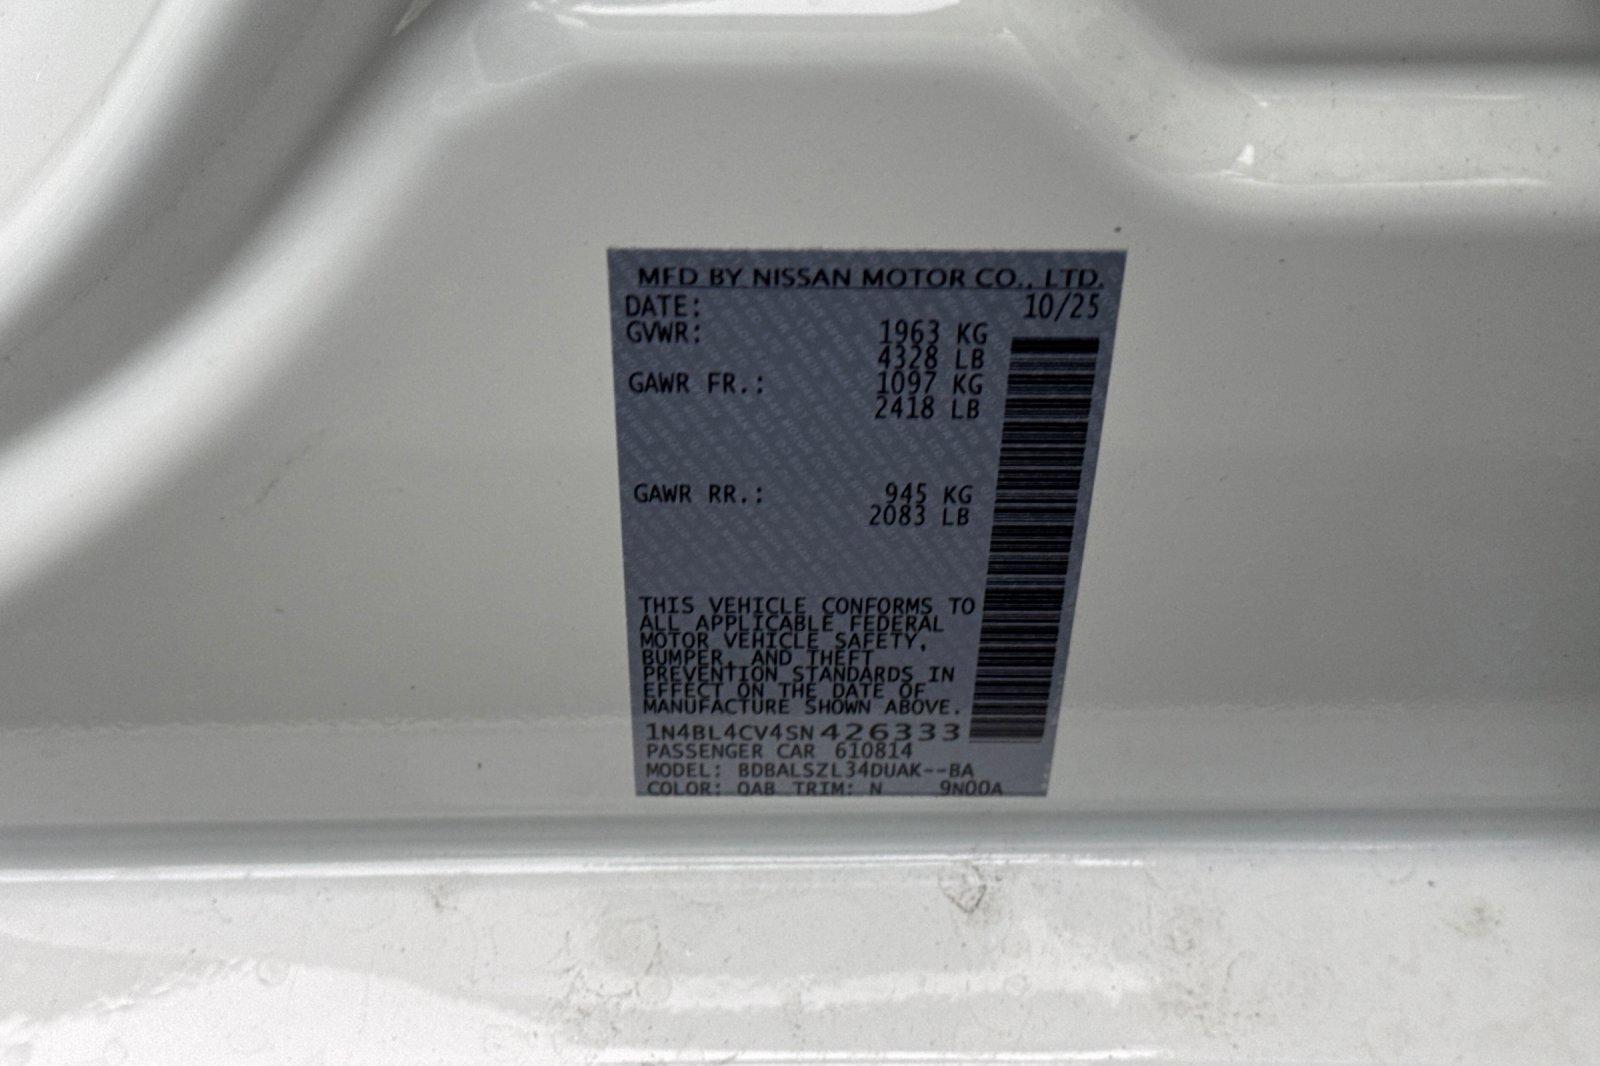 MFD BY NISSAN MOTOR CO., LTD.
DATE: 10/25
GVWR: 1963 KG
4328 LB
GAWR FR.: 1097 KG
2418 LB
GAWR RR.: 945 KG
2083 LB
THIS VEHICLE CONFORMS TO
ALL APPLICABLE FEDERAL
MOTOR VEHICLE SAFETY,
BUMPER, AND THEFT
PREVENTION STANDARDS IN
EFFECT ON THE DATE OF
MANUFACTURE SHOWN ABOVE.
1N4BL4CV4SN426333
PASSENGER CAR 610814
MODEL: BDBALSZL34DUAK--BA
COLOR: QAB TRIM: N 9N00A